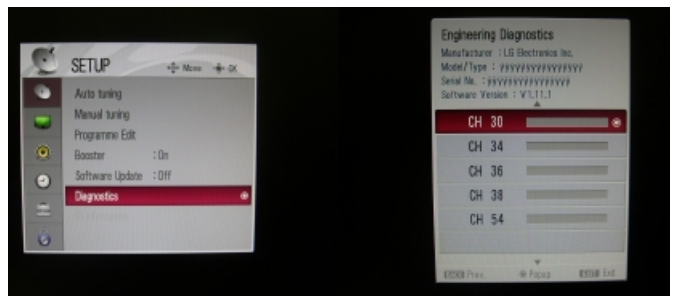 SETUP
Move OK
Auto tuning
Manual tuning
Programme Edit
Booster : On
Software Update : Off
Diagnostics
Engineering Diagnostics
Manufacturer : LG Electronics Inc.
Model/Type : ÿÿÿÿÿÿÿÿÿÿÿÿÿÿÿ
Serial No. : ÿÿÿÿÿÿÿÿÿÿÿÿÿÿÿ
Software Version : V1.11.1
CH 30
CH 34
CH 36
CH 38
CH 54
Prev. Popup Exit